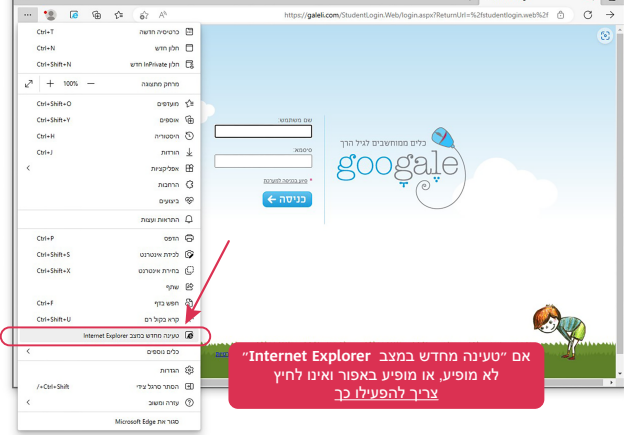 https://galeli.com/StudentLogin.Web/login.aspx?ReturnUrl=%2fstudentlogin.web%2f
כרטיסיה חדשה Ctrl+T
חלון חדש Ctrl+N
חלון InPrivate חדש Ctrl+Shift+N
מרחק מתצוגה — 100% +
מועדפים Ctrl+Shift+O
אוספים Ctrl+Shift+Y
היסטוריה Ctrl+H
הורדות Ctrl+J
אפליקציות
הרחבות
ביצועים
התראות ועצות
הדפס Ctrl+P
לכידת אינטרנט Ctrl+Shift+S
בחירת אינטרנט Ctrl+Shift+X
שתף
חפש בדף Ctrl+F
קרא בקול רם Ctrl+Shift+U
טעינה מחדש במצב Internet Explorer
כלים נוספים
הגדרות
הסתר סרגל צידי Ctrl+Shift+/
עזרה ומשוב
סגור את Microsoft Edge
שם משתמש:
סיסמא:
* סיוע בכניסה למערכת
כניסה
כלים ממוחשבים לגיל הרך
googale
אם "טעינה מחדש במצב Internet Explorer"
לא מופיע, או מופיע באפור ואינו לחיץ
צריך להפעילו כך